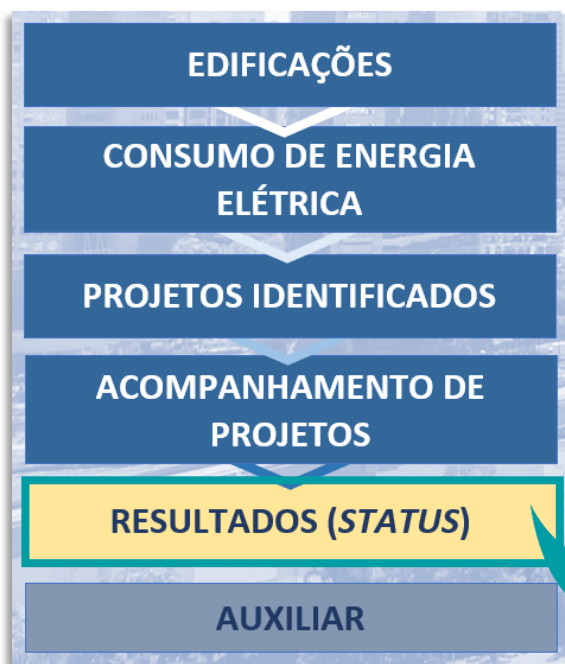 EDIFICAÇÕES
CONSUMO DE ENERGIA
ELÉTRICA
PROJETOS IDENTIFICADOS
ACOMPANHAMENTO DE
PROJETOS
RESULTADOS (STATUS)
AUXILIAR